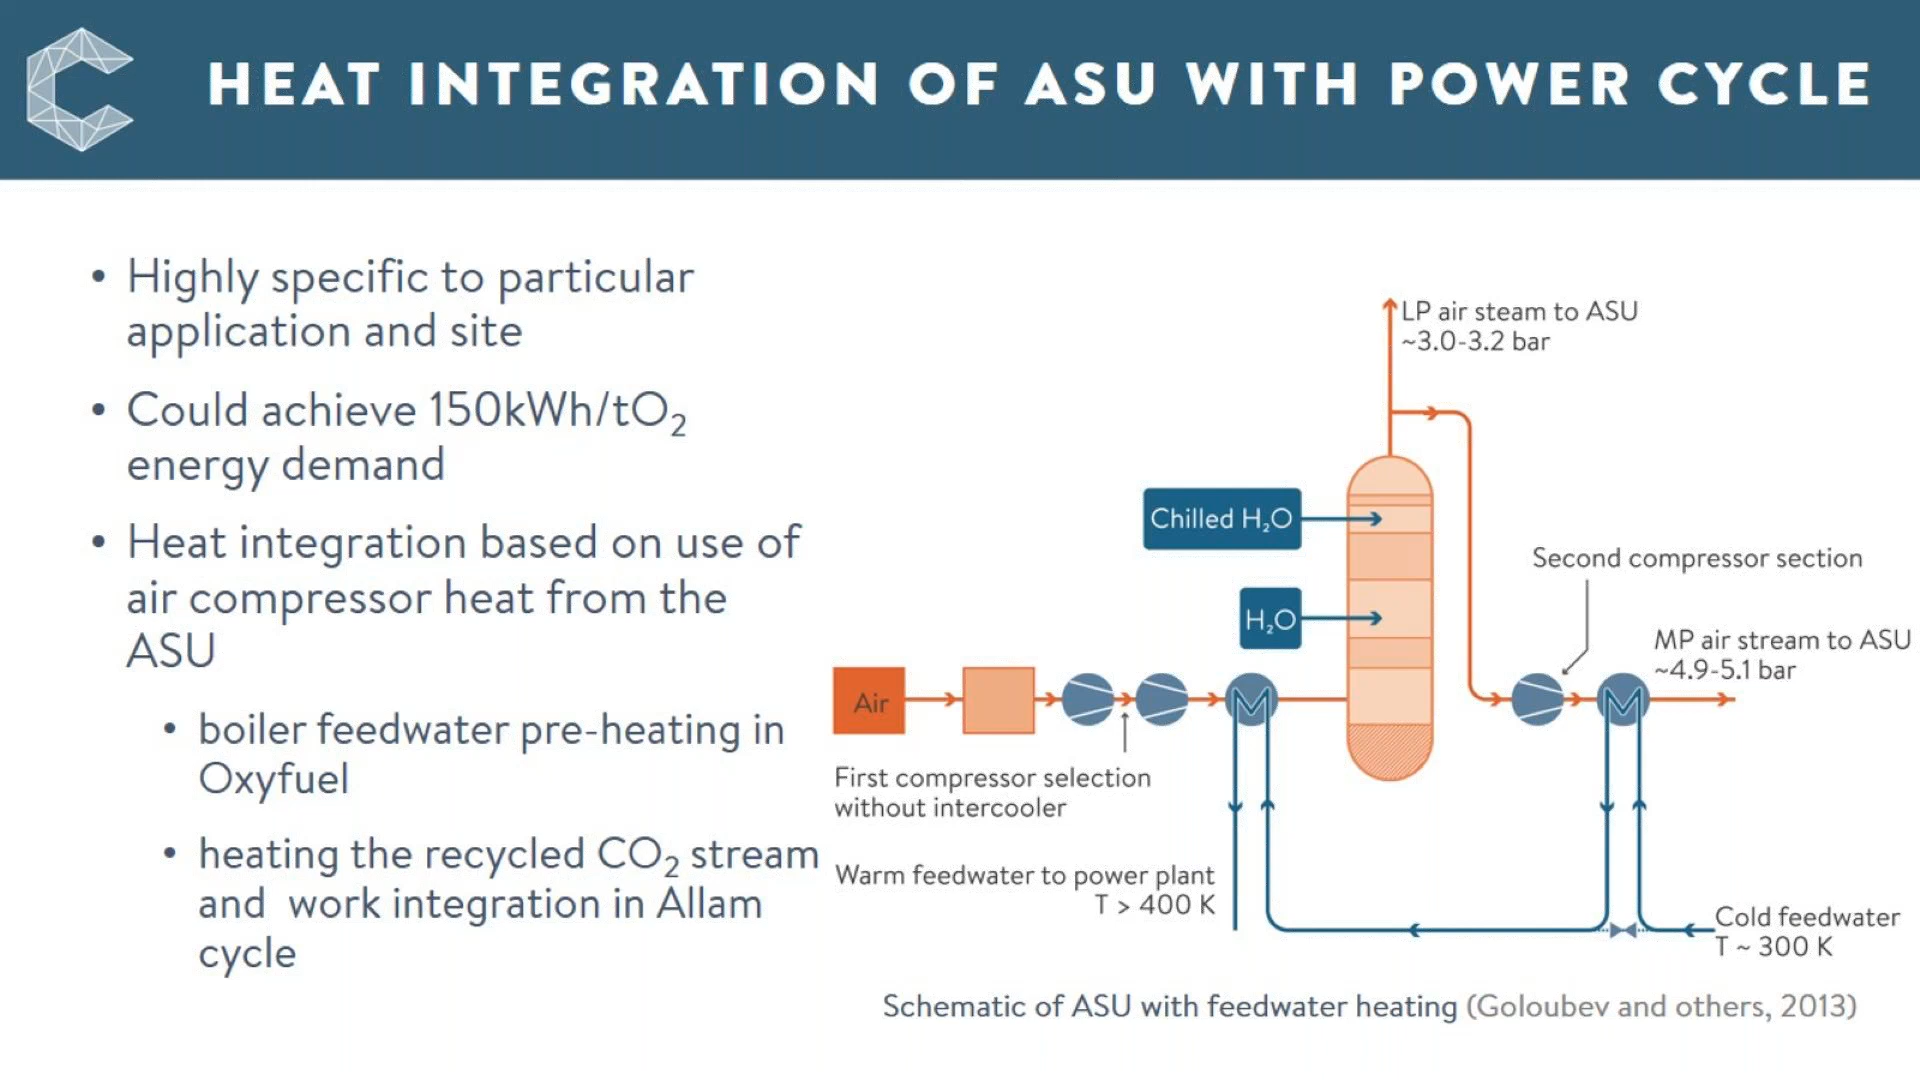 HEAT INTEGRATION OF ASU WITH POWER CYCLE
• Highly specific to particular
application and site
• Could achieve 150kWh/tO₂
energy demand
• Heat integration based on use of
air compressor heat from the
ASU
• boiler feedwater pre-heating in
Oxyfuel
• heating the recycled CO₂ stream
and work integration in Allam
cycle
LP air steam to ASU
~3.0-3.2 bar
Chilled H₂O
H₂O
Second compressor section
MP air stream to ASU
~4.9-5.1 bar
Air
First compressor selection
without intercooler
Warm feedwater to power plant
T > 400 K
Cold feedwater
T ~ 300 K
Schematic of ASU with feedwater heating (Goloubev and others, 2013)